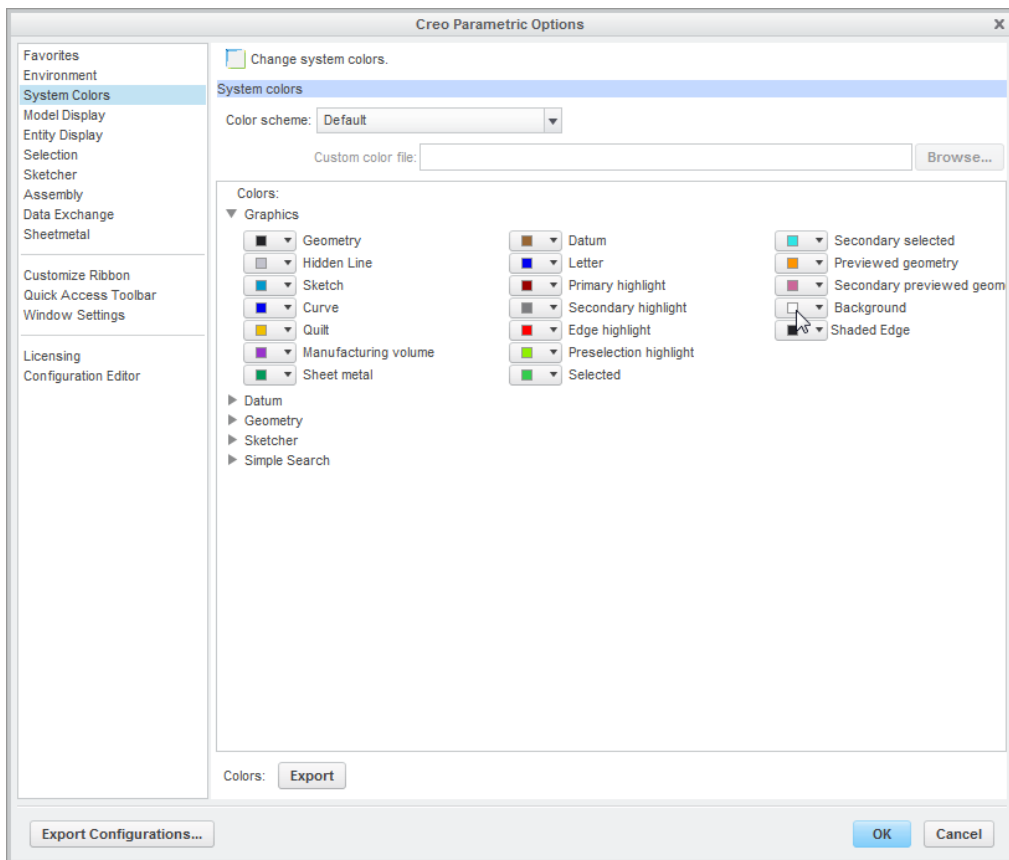 Creo Parametric Options
X
Favorites
Environment
System Colors
Model Display
Entity Display
Selection
Sketcher
Assembly
Data Exchange
Sheetmetal
Customize Ribbon
Quick Access Toolbar
Window Settings
Licensing
Configuration Editor
Change system colors.
System colors
Color scheme: Default
Custom color file: Browse...
Colors:
Graphics
Geometry Datum Secondary selected
Hidden Line Letter Previewed geometry
Sketch Primary highlight Secondary previewed geom
Curve Secondary highlight Background
Quilt Edge highlight Shaded Edge
Manufacturing volume Preselection highlight
Sheet metal Selected
Datum
Geometry
Sketcher
Simple Search
Colors: Export
Export Configurations... OK Cancel